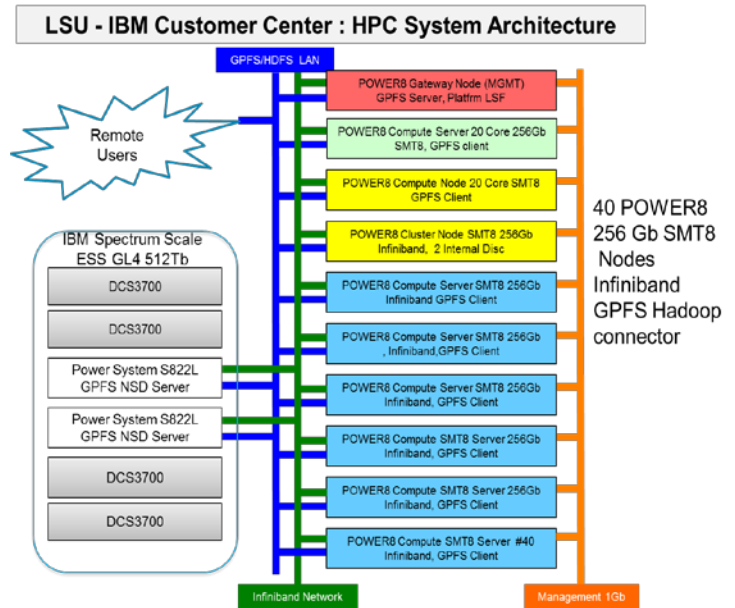 LSU - IBM Customer Center : HPC System Architecture
GPFS/HDFS LAN
POWER8 Gateway Node (MGMT)
GPFS Server, Platfrm LSF
POWER8 Compute Server 20 Core 256Gb
SMT8, GPFS client
POWER8 Compute Node 20 Core SMT8
GPFS Client
POWER8 Cluster Node SMT8 256Gb
Infiniband, 2 Internal Disc
POWER8 Compute Server SMT8 256Gb
Infiniband GPFS Client
POWER8 Compute Server SMT8 256Gb
, Infiniband,GPFS Client
POWER8 Compute Server SMT8 256Gb
Infiniband, GPFS Client
POWER8 Compute SMT8 Server 256Gb
Infiniband, GPFS Client
POWER8 Compute SMT8 Server 256Gb
Infiniband, GPFS Client
POWER8 Compute SMT8 Server #40
Infiniband, GPFS Client
Remote
Users
IBM Spectrum Scale
ESS GL4 512Tb
DCS3700
DCS3700
Power System S822L
GPFS NSD Server
Power System S822L
GPFS NSD Server
DCS3700
DCS3700
40 POWER8
256 Gb SMT8
Nodes
Infiniband
GPFS Hadoop
connector
Infiniband Network
Management 1Gb